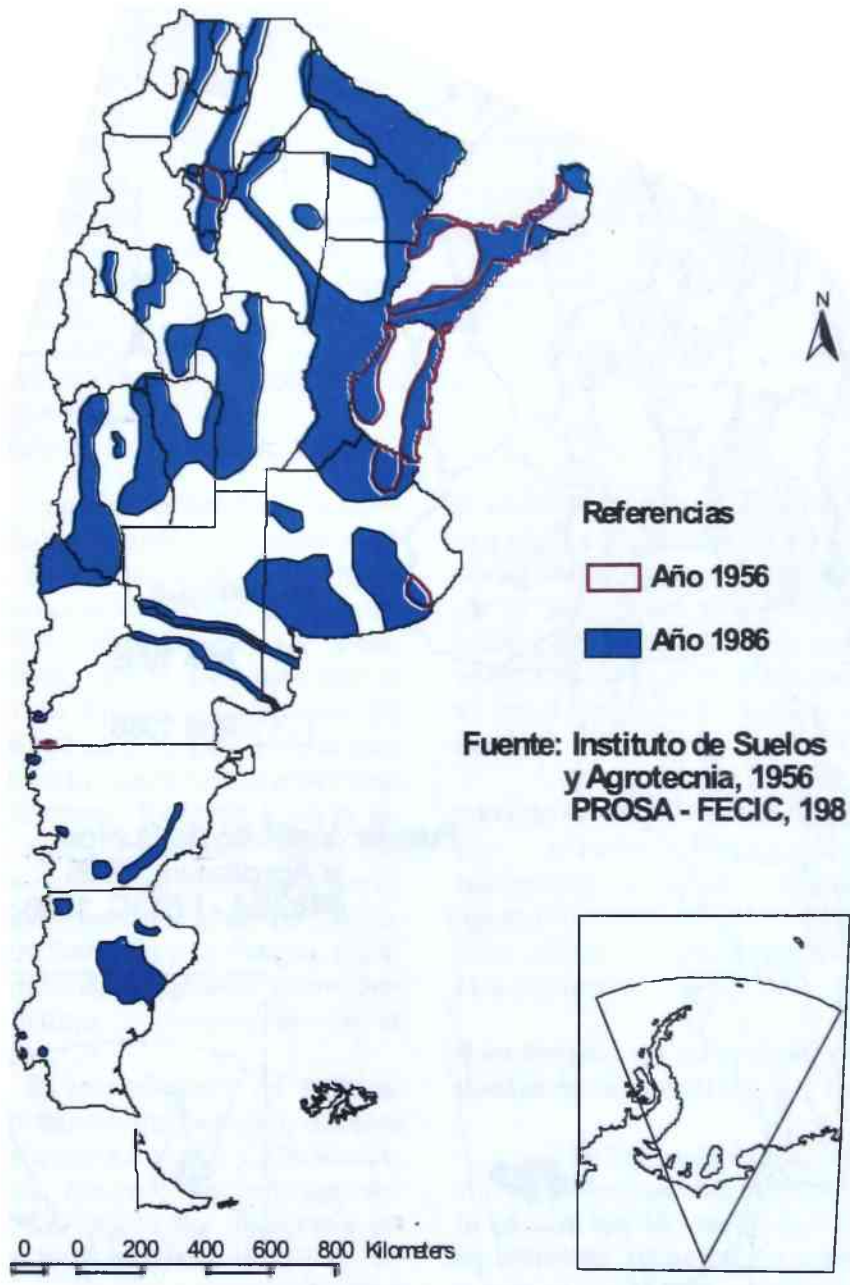 N
Referencias
Año 1956
Año 1986
Fuente: Instituto de Suelos
y Agrotecnia, 1956
PROSA - FECIC, 198
0 0 200 400 600 800 Kilometers